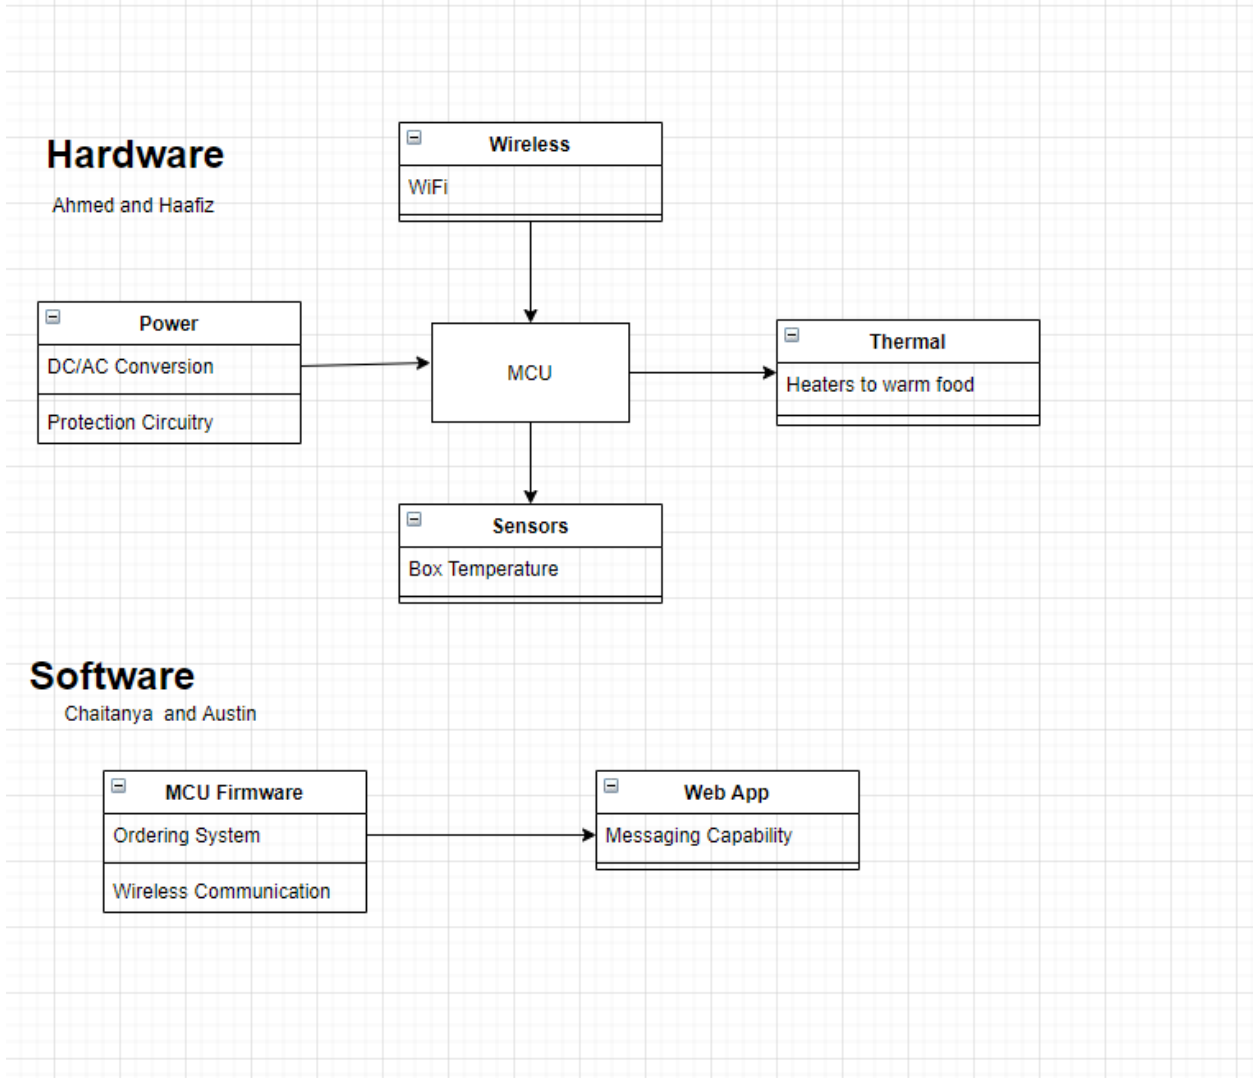 Hardware
Ahmed and Haafiz
Wireless
WiFi
Power
DC/AC Conversion
Protection Circuitry
MCU
Thermal
Heaters to warm food
Sensors
Box Temperature
Software
Chaitanya and Austin
MCU Firmware
Ordering System
Wireless Communication
Web App
Messaging Capability